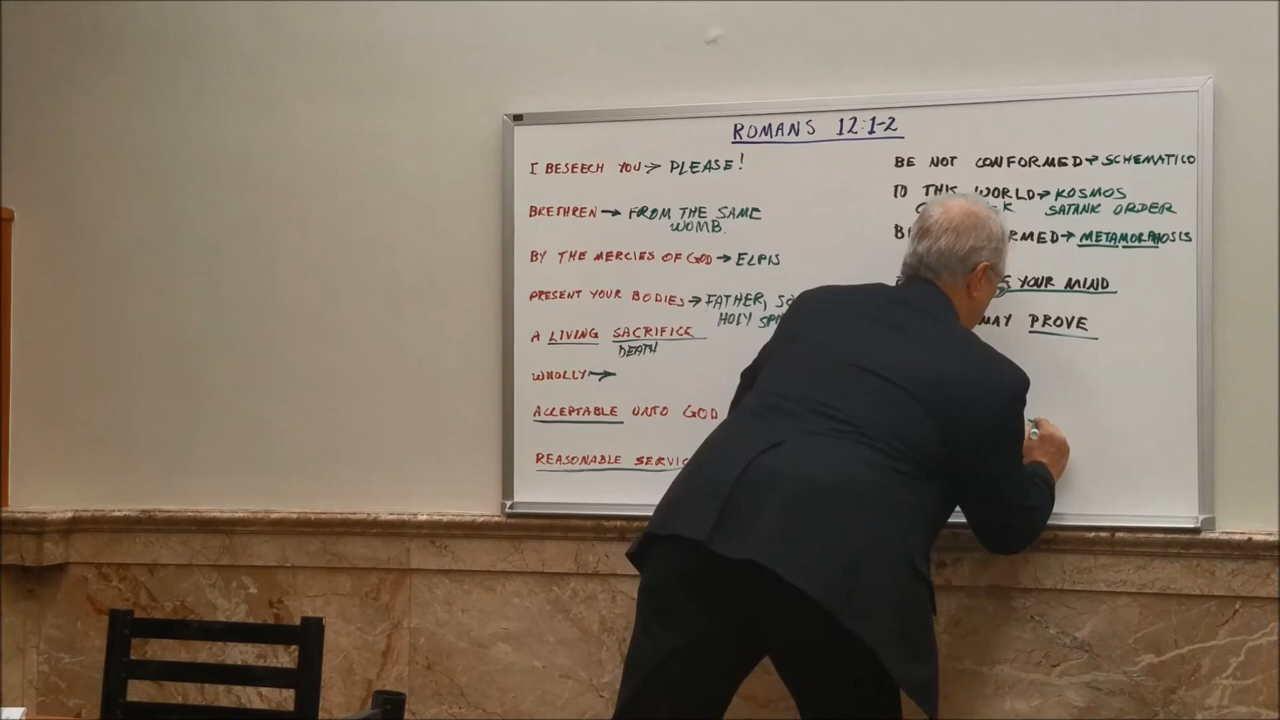 ROMANS 12:1-2
I BESEECH YOU → PLEASE!
BRETHREN → FROM THE SAME
WOMB.
BY THE MERCIES OF GOD → ELPIS
PRESENT YOUR BODIES → FATHER,
HOLY
A LIVING SACRIFICE
DEATH
WHOLLY →
ACCEPTABLE UNTO GOD
REASONABLE
BE NOT CONFORMED → SCHEMATICO
TO THIS WORLD → KOSMOS
SATANK ORDER
→ METAMORPHOSIS
YOUR MIND
MAY PROVE